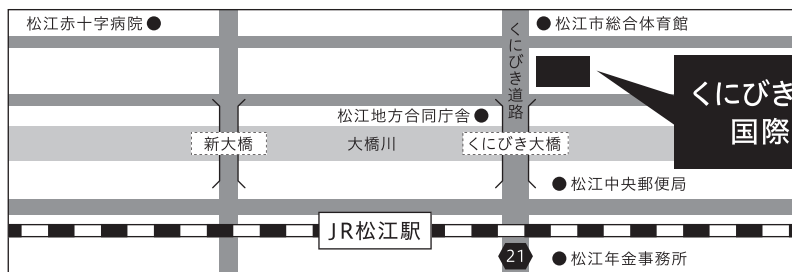 松江赤十字病院
松江市総合体育館
くにびき道路
くにびき
国際
松江地方合同庁舎
新大橋
大橋川
くにびき大橋
松江中央郵便局
JR松江駅
21
松江年金事務所